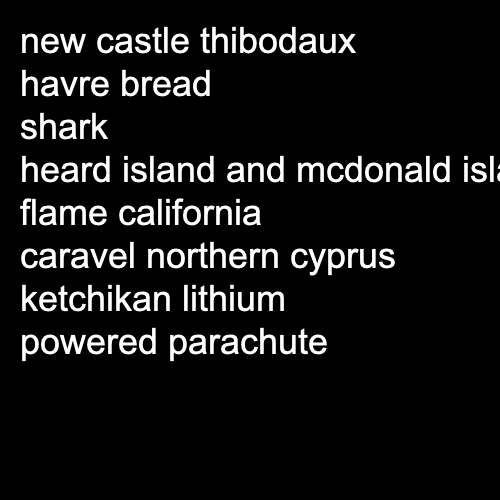 new castle thibodaux
havre bread
shark
heard island and mcdonald isl
flame california
caravel northern cyprus
ketchikan lithium
powered parachute